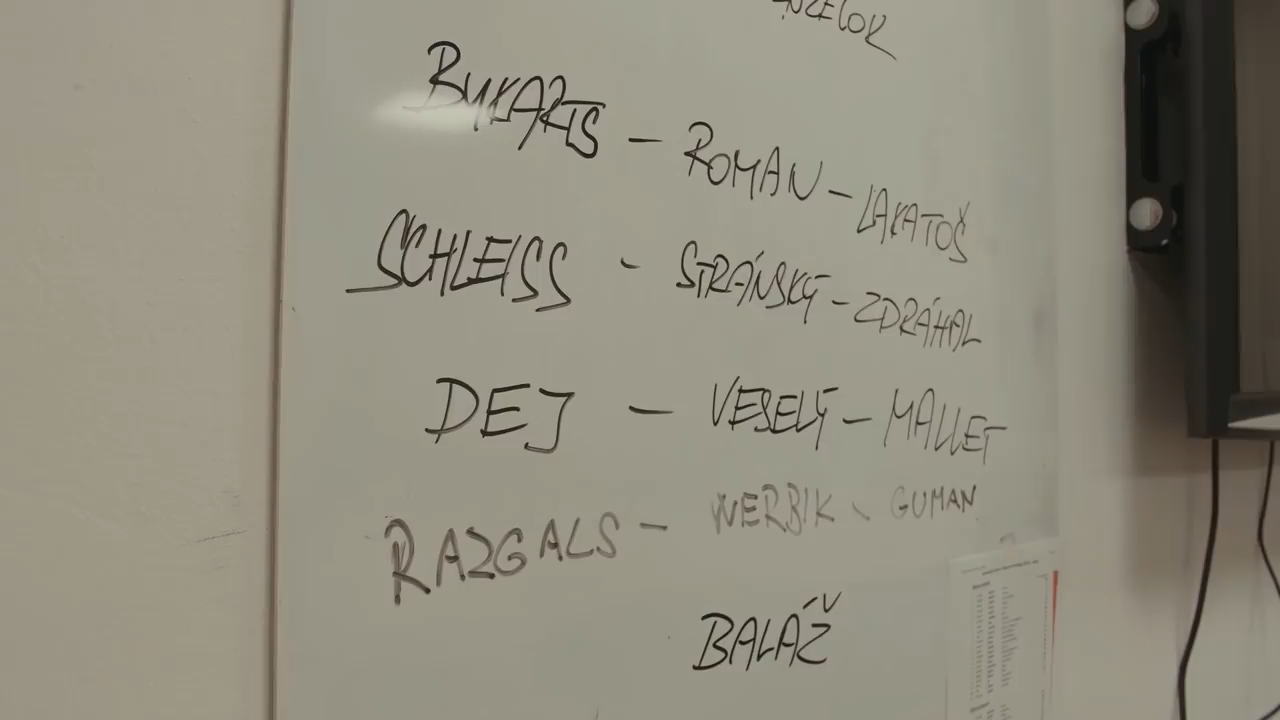 BUKARTS - ROMAN - LAKATOŠ
SCHLEISS - STRÁNSKÝ - ZDRÁHAL
DEJ - VESELÝ - MALLET
RAZGALS - WERBIK - GUMAN
BALÁŽ